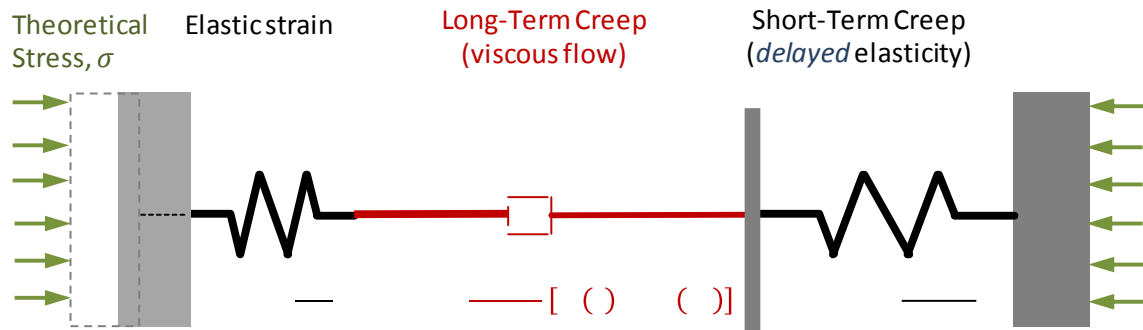 Theoretical
Stress, σ
Elastic strain
Long-Term Creep
(viscous flow)
Short-Term Creep
(delayed elasticity)
[ ( ) ( )]